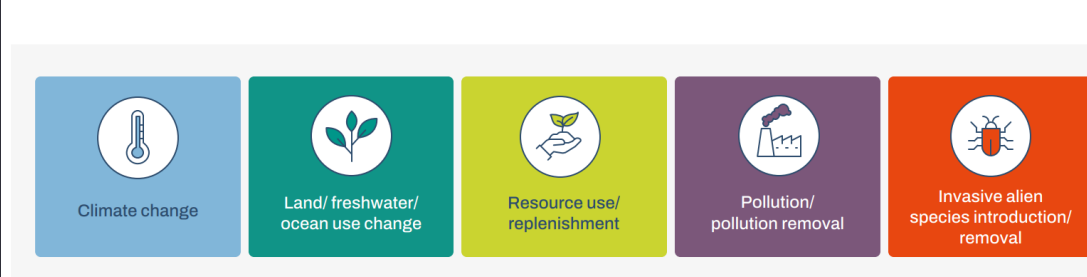 Climate change
Land/ freshwater/
ocean use change
Resource use/
replenishment
Pollution/
pollution removal
Invasive alien
species introduction/
removal